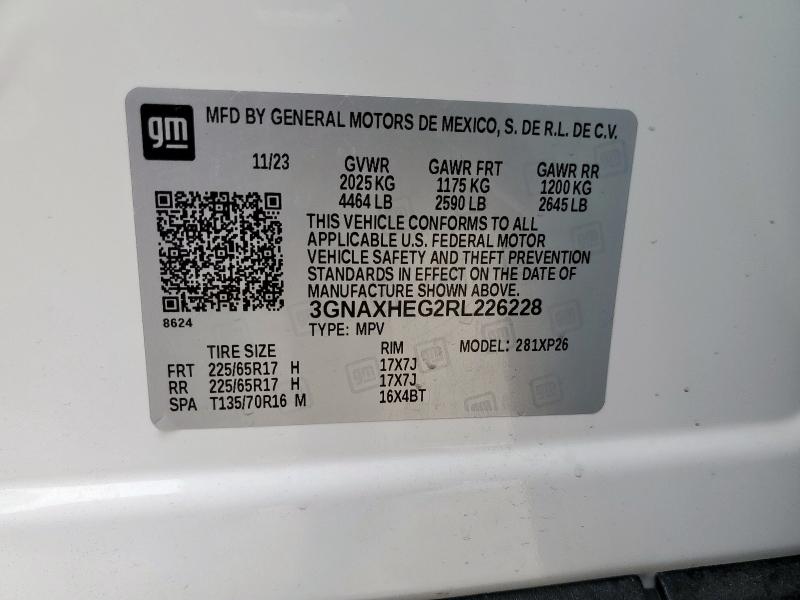 gm
MFD BY GENERAL MOTORS DE MEXICO, S. DE R.L. DE C.V.
11/23 GVWR GAWR FRT GAWR RR
2025 KG 1175 KG 1200 KG
4464 LB 2590 LB 2645 LB
THIS VEHICLE CONFORMS TO ALL
APPLICABLE U.S. FEDERAL MOTOR
VEHICLE SAFETY AND THEFT PREVENTION
STANDARDS IN EFFECT ON THE DATE OF
MANUFACTURE SHOWN ABOVE.
3GNAXHEG2RL226228
8624
TYPE: MPV
TIRE SIZE RIM MODEL: 281XP26
FRT 225/65R17 H 17X7J
RR 225/65R17 H 17X7J
SPA T135/70R16 M 16X4BT